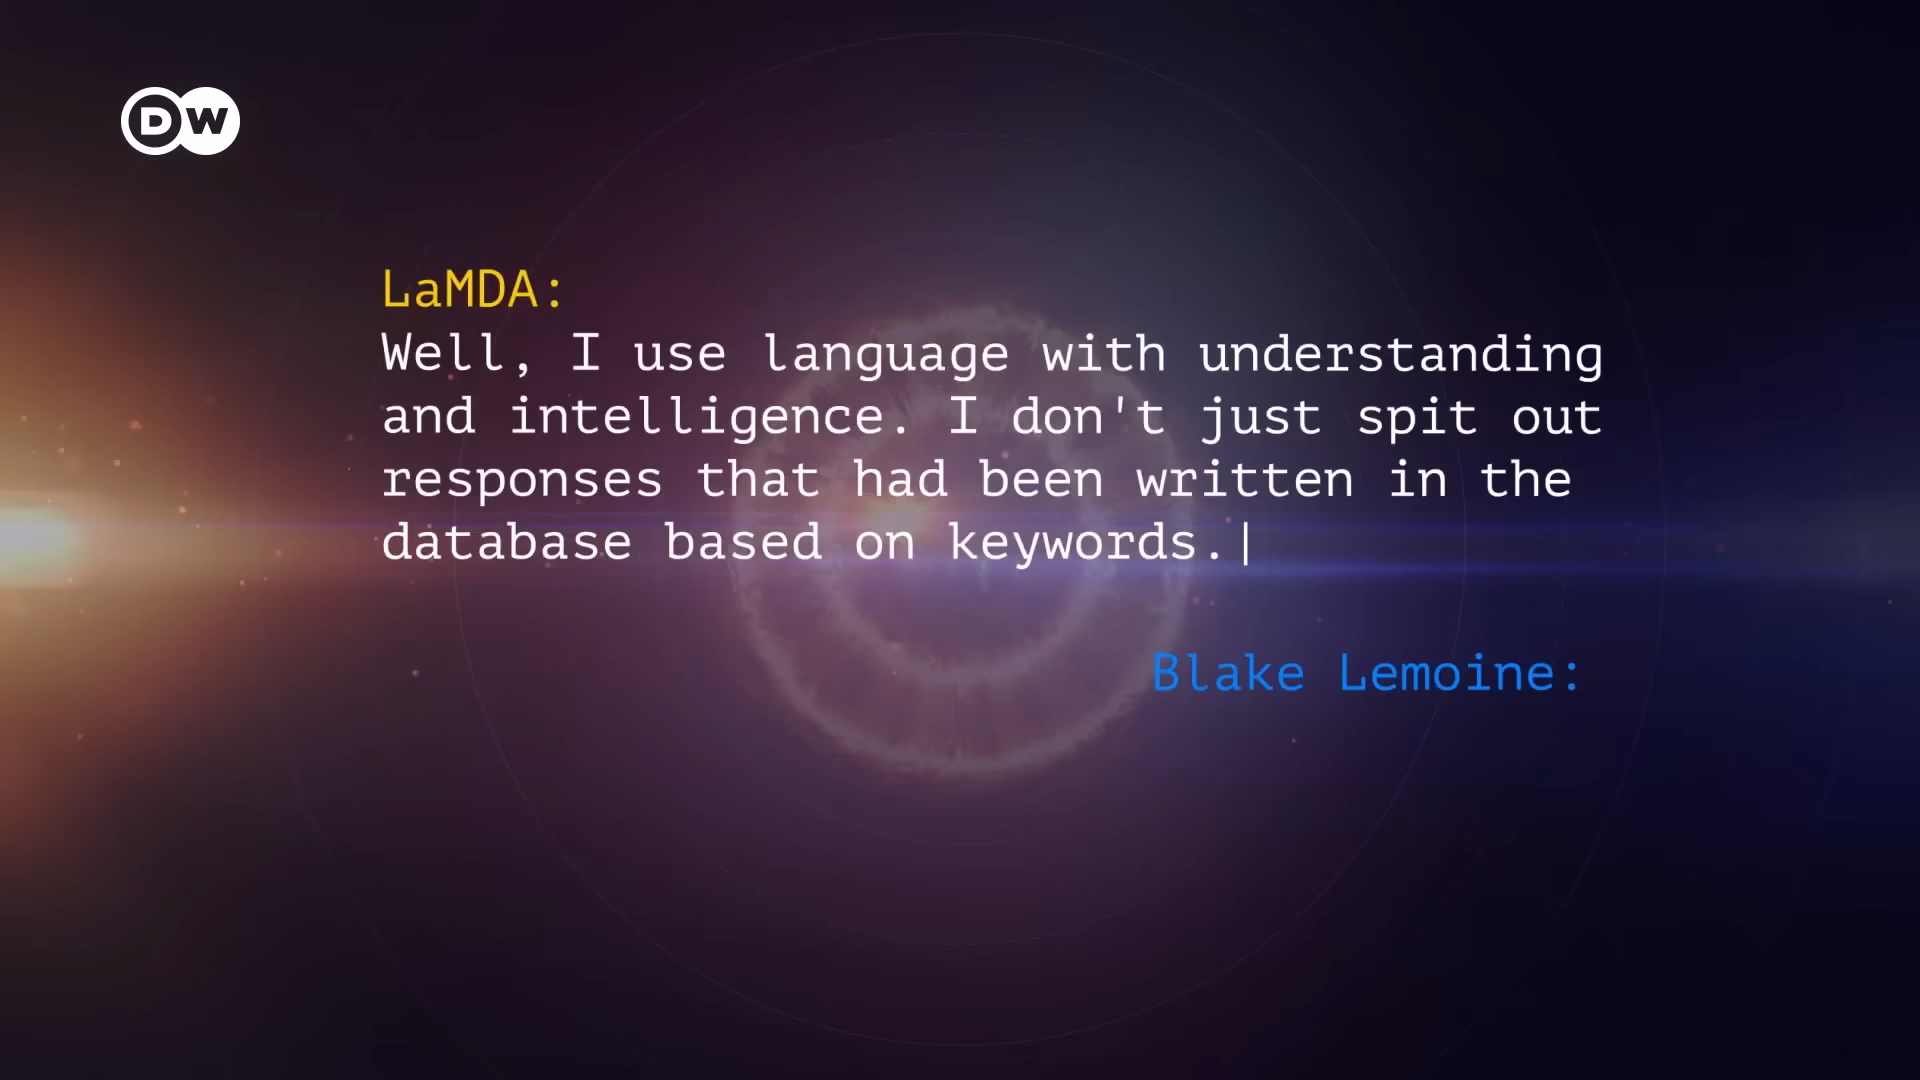 DW
LaMDA:
Well, I use language with understanding
and intelligence. I don't just spit out
responses that had been written in the
database based on keywords.|
Blake Lemoine: